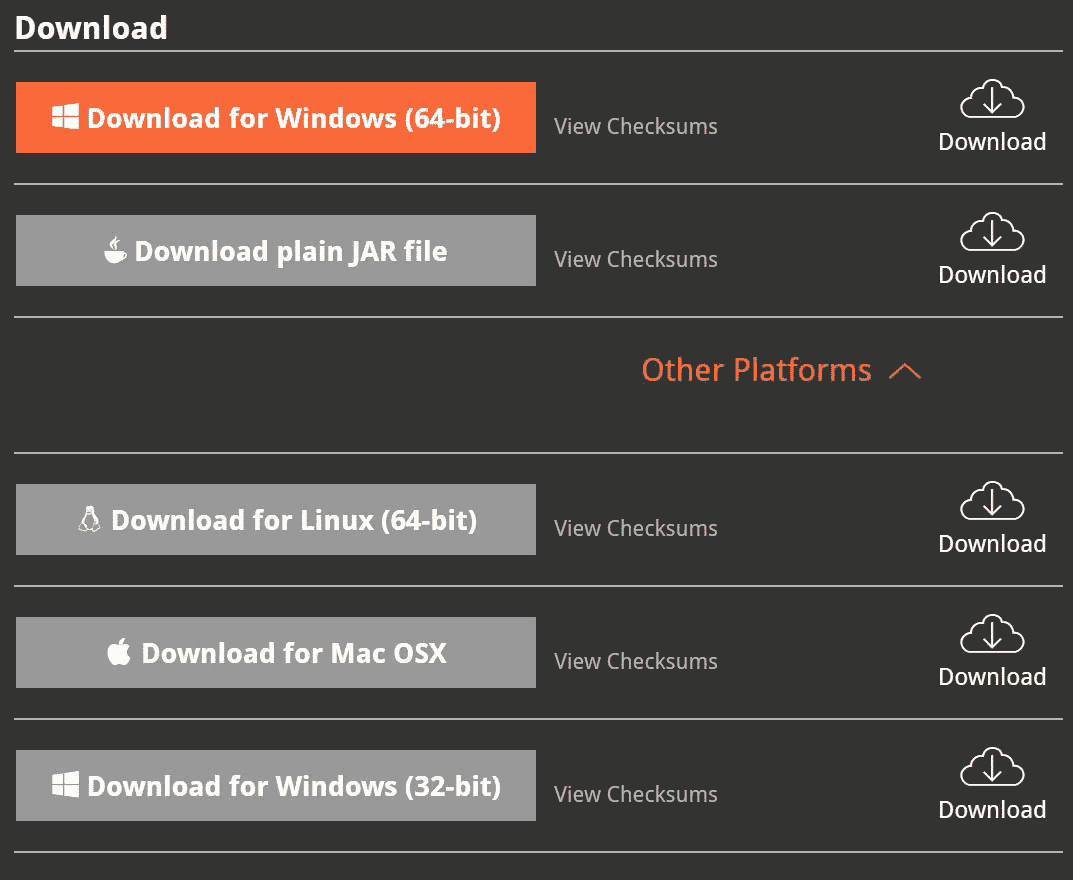 Download
Download for Windows (64-bit)
View Checksums
Download
Download plain JAR file
View Checksums
Download
Other Platforms
Download for Linux (64-bit)
View Checksums
Download
Download for Mac OSX
View Checksums
Download
Download for Windows (32-bit)
View Checksums
Download